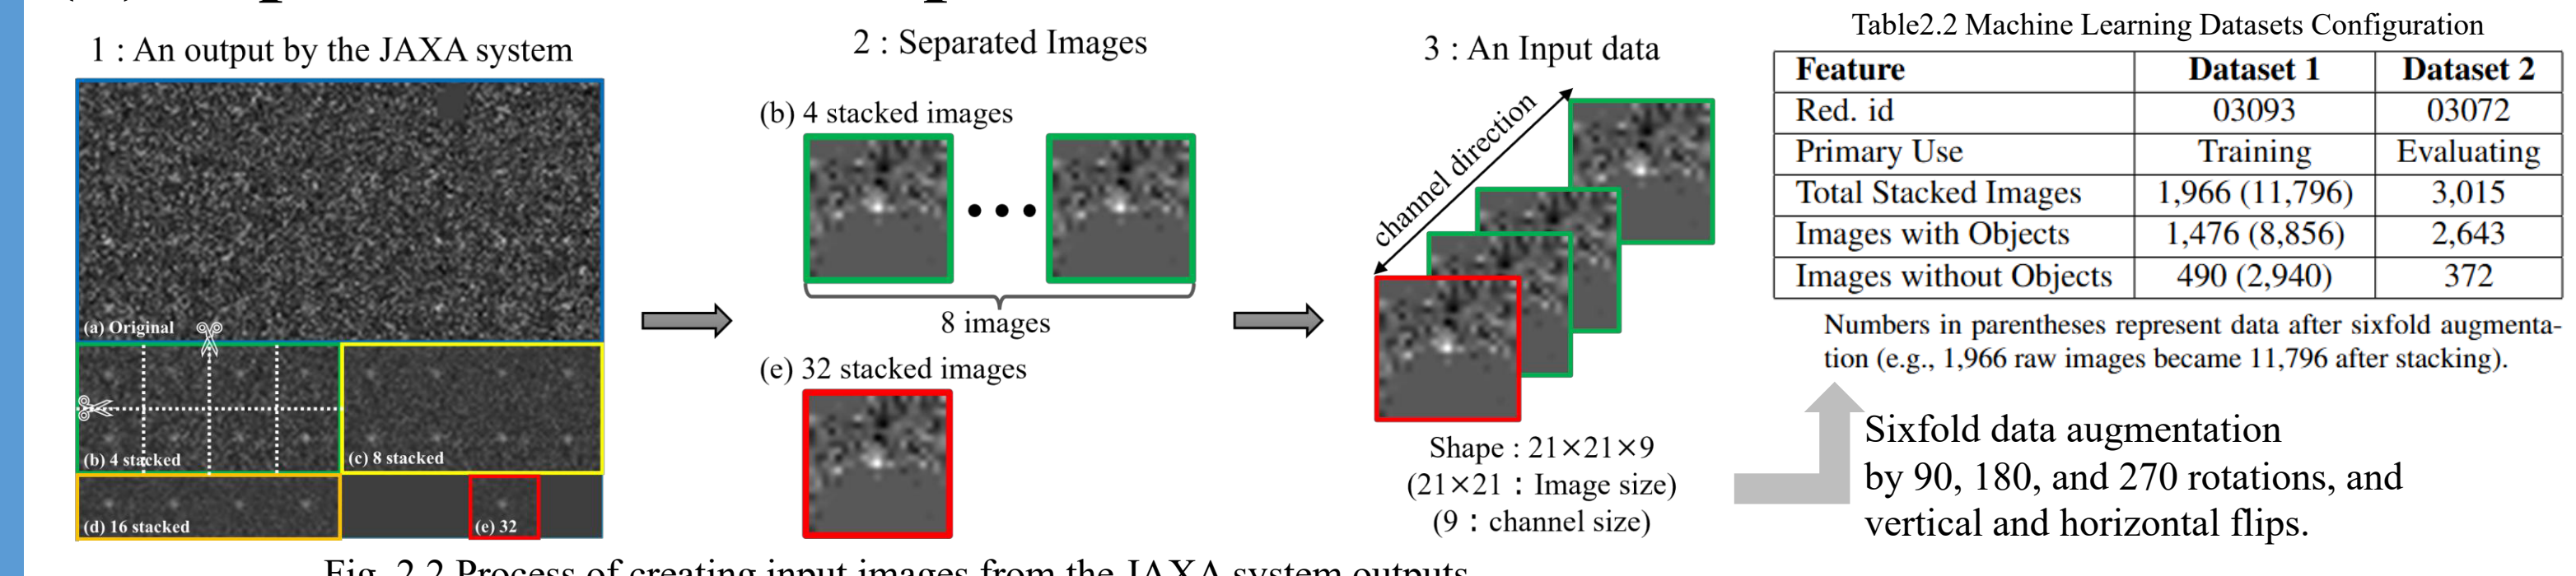 1 : An output by the JAXA system
(a) Original
(b) 4 stacked
(c) 8 stacked
(d) 16 stacked
(e) 32
2 : Separated Images
(b) 4 stacked images
8 images
(e) 32 stacked images
3 : An Input data
channel direction
Shape : 21×21×9
(21×21 : Image size)
(9 : channel size)
Table2.2 Machine Learning Datasets Configuration
Feature Dataset 1 Dataset 2
Red. id 03093 03072
Primary Use Training Evaluating
Total Stacked Images 1,966 (11,796) 3,015
Images with Objects 1,476 (8,856) 2,643
Images without Objects 490 (2,940) 372
Numbers in parentheses represent data after sixfold augmenta-
tion (e.g., 1,966 raw images became 11,796 after stacking).
Sixfold data augmentation
by 90, 180, and 270 rotations, and
vertical and horizontal flips.
Fig. 2.2 Process of creating input images from the JAXA system outputs